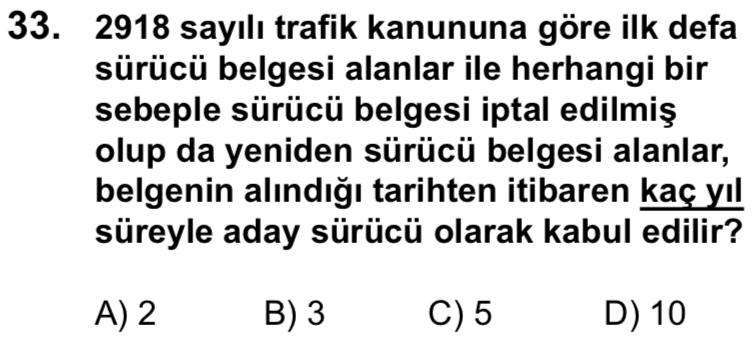 33. 2918 sayılı trafik kanununa göre ilk defa
sürücü belgesi alanlar ile herhangi bir
sebeple sürücü belgesi iptal edilmiş
olup da yeniden sürücü belgesi alanlar,
belgenin alındığı tarihten itibaren kaç yıl
süreyle aday sürücü olarak kabul edilir?
A) 2 B) 3 C) 5 D) 10